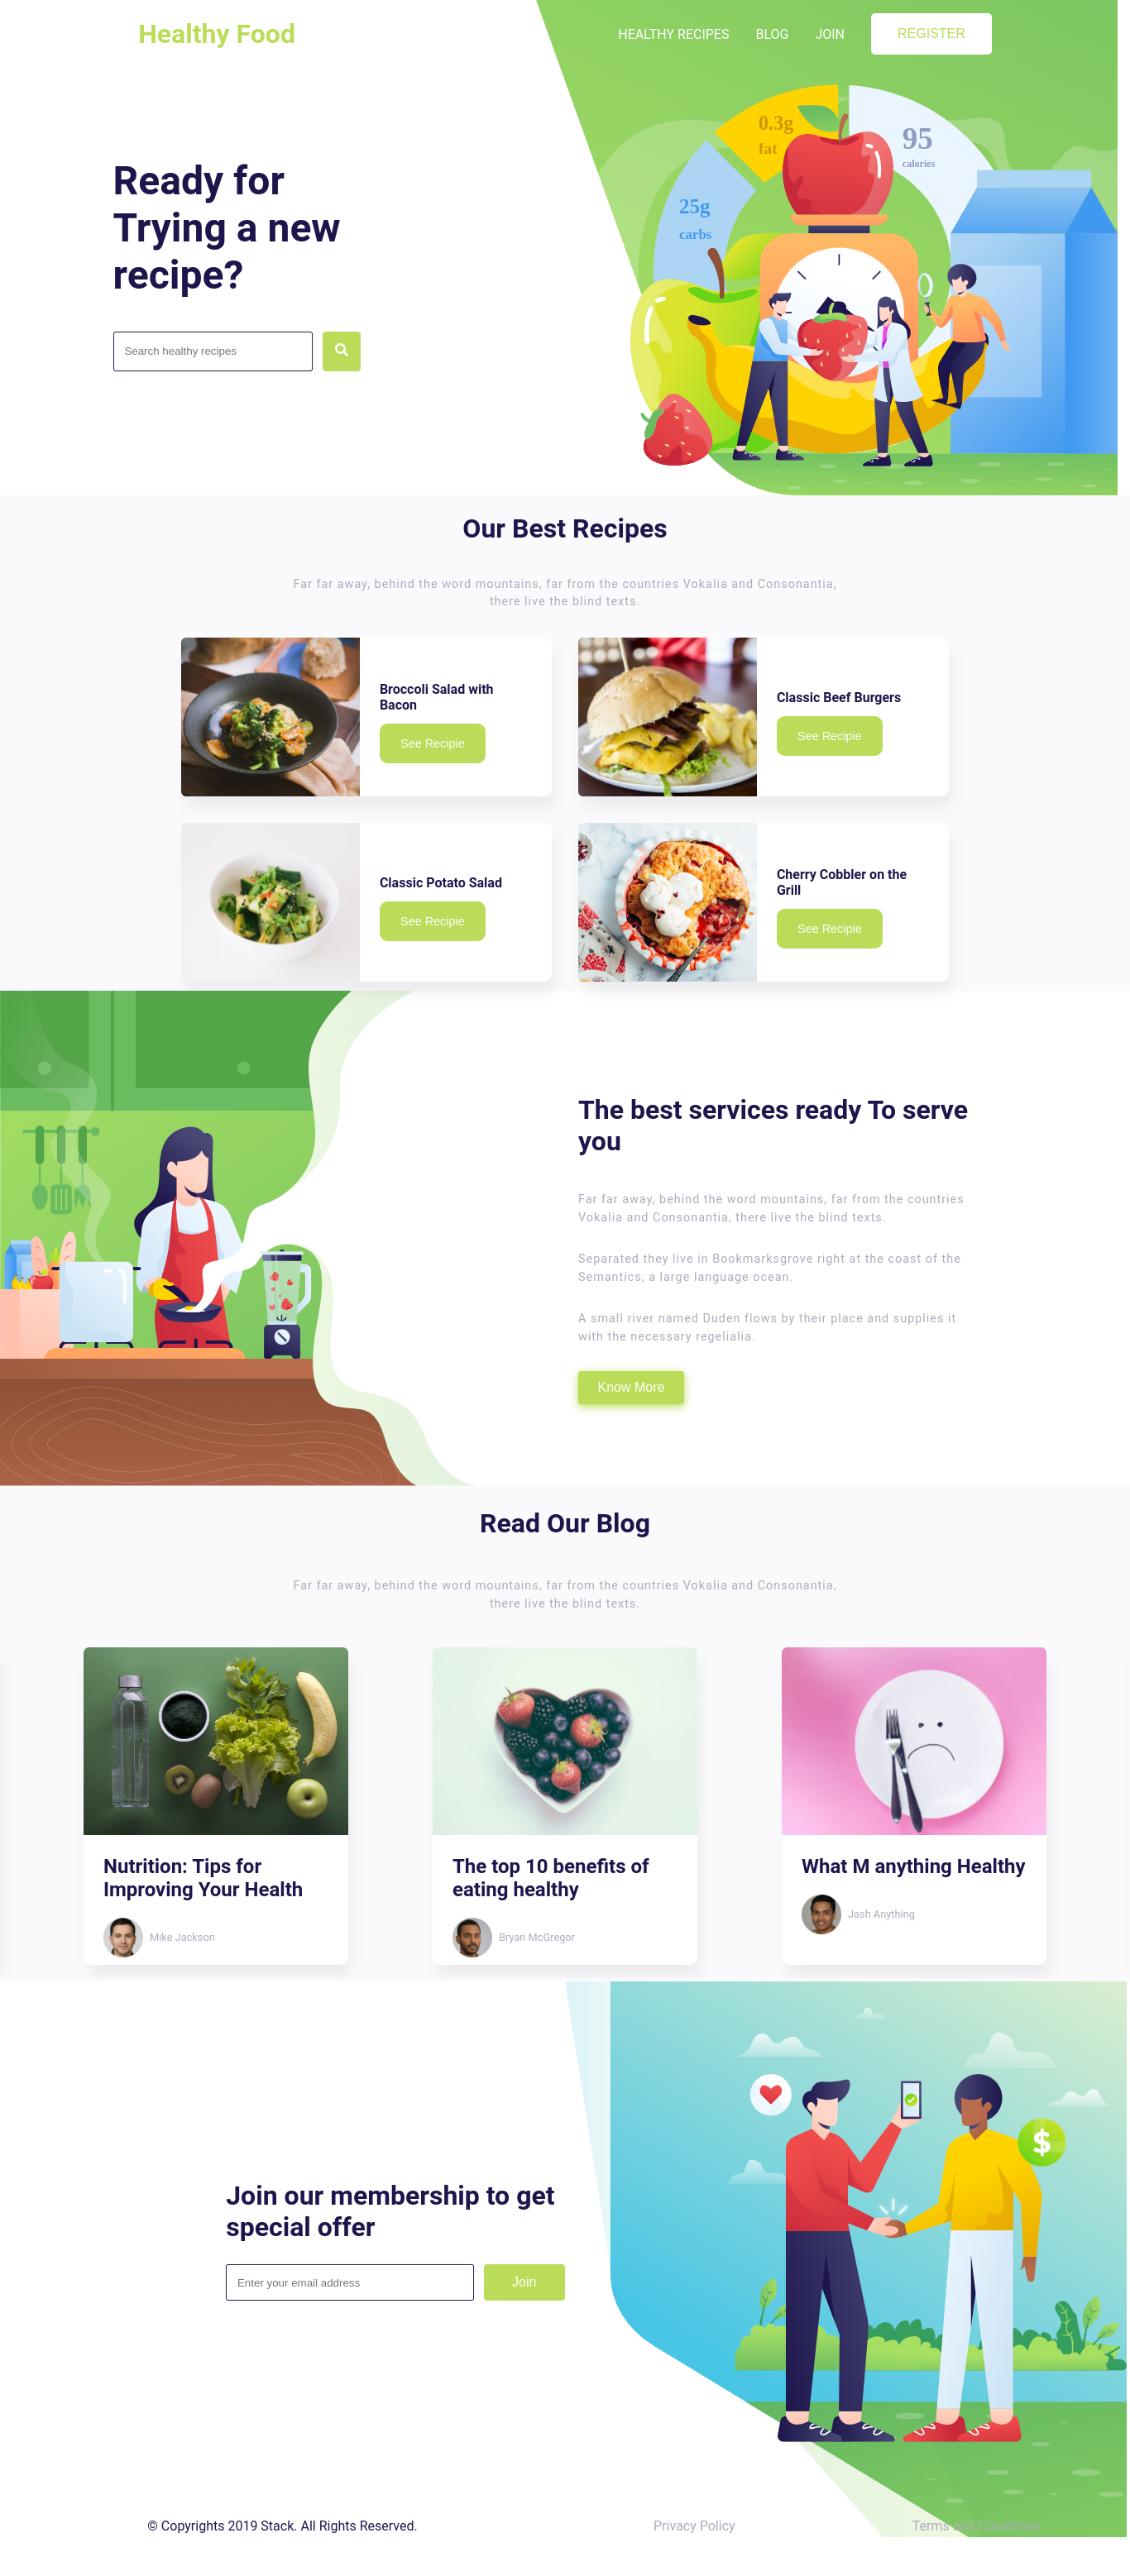 Healthy Food
HEALTHY RECIPES
BLOG
JOIN
REGISTER
Ready for
Trying a new
recipe?
Search healthy recipes
0.3g
fat
95
calories
25g
carbs
Our Best Recipes
Far far away, behind the word mountains, far from the countries Vokalia and Consonantia,
there live the blind texts.
Broccoli Salad with
Bacon
See Recipie
Classic Beef Burgers
See Recipie
Classic Potato Salad
See Recipie
Cherry Cobbler on the
Grill
See Recipie
The best services ready To serve
you
Far far away, behind the word mountains, far from the countries
Vokalia and Consonantia, there live the blind texts.
Separated they live in Bookmarksgrove right at the coast of the
Semantics, a large language ocean.
A small river named Duden flows by their place and supplies it
with the necessary regelialia.
Know More
Read Our Blog
Far far away, behind the word mountains, far from the countries Vokalia and Consonantia,
there live the blind texts.
Nutrition: Tips for
Improving Your Health
Mike Jackson
The top 10 benefits of
eating healthy
Bryan McGregor
What M anything Healthy
Jash Anything
$
Join our membership to get
special offer
Enter your email address
Join
© Copyrights 2019 Stack. All Rights Reserved.
Privacy Policy
Terms and Conditions